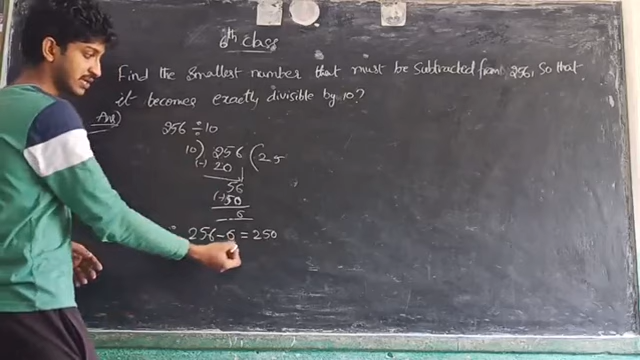 6th class
Find the smallest number that must be subtracted from 256, so that
it becomes exactly divisible by 10?
Ans)
256 ÷ 10
10) 256 (25
(-) 20
56
(-) 50
6
∴ 256 - 6 = 250